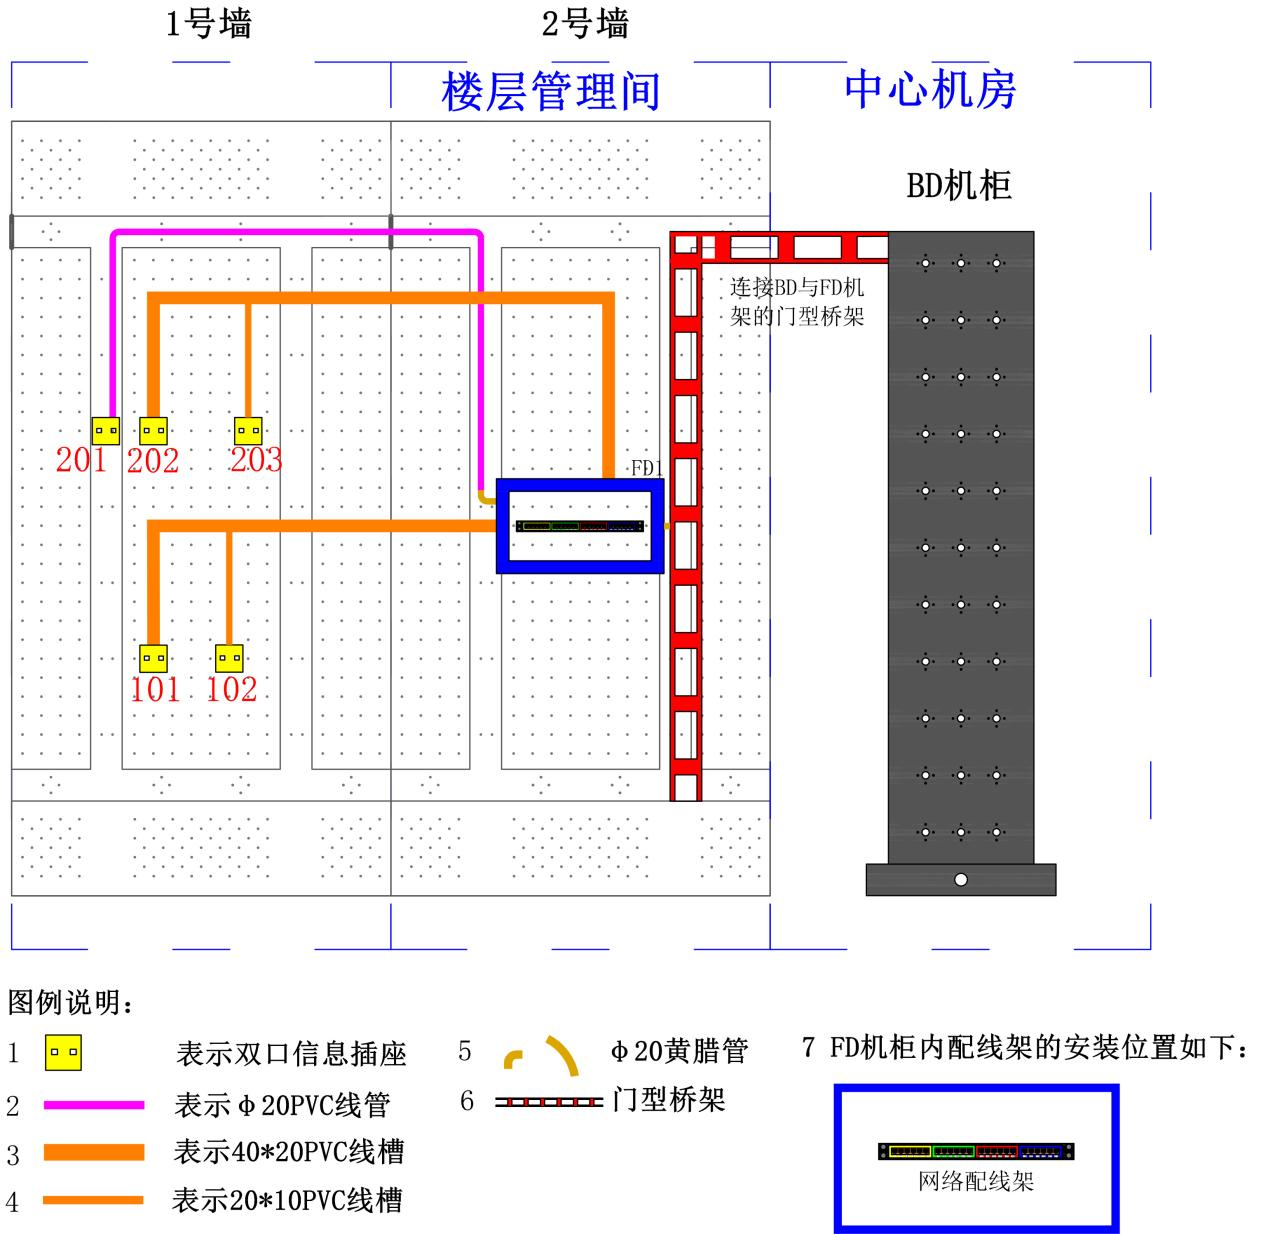 1号墙
2号墙
楼层管理间
中心机房
BD机柜
连接BD与FD机
架的门型桥架
201
202
203
FD1
101
102
图例说明：
1 表示双口信息插座
2 表示φ20PVC线管
3 表示40*20PVC线槽
4 表示20*10PVC线槽
5 φ20黄腊管
6 门型桥架
7 FD机柜内配线架的安装位置如下：
网络配线架